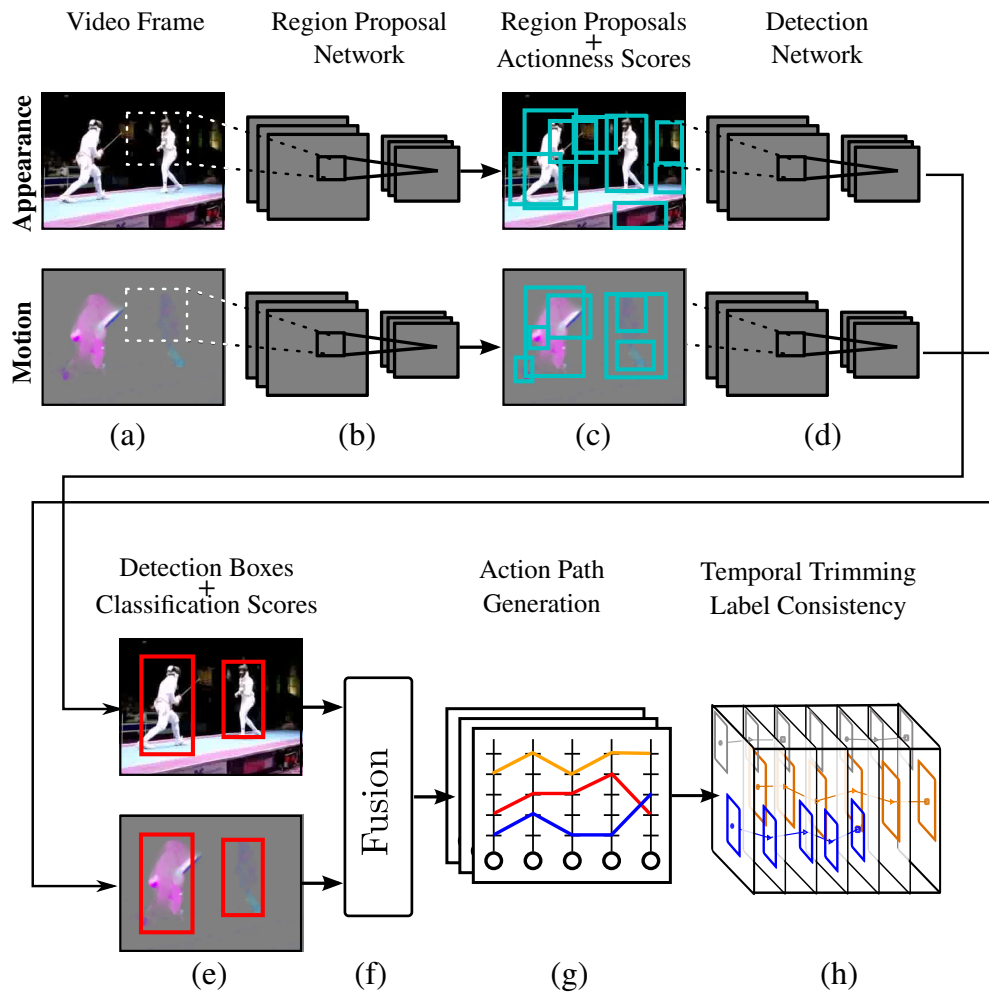 Video Frame
Region Proposal
Network
Region Proposals
+
Actionness Scores
Detection
Network
Appearance
Motion
(a)
(b)
(c)
(d)
Detection Boxes
+
Classification Scores
Action Path
Generation
Temporal Trimming
Label Consistency
Fusion
(e)
(f)
(g)
(h)